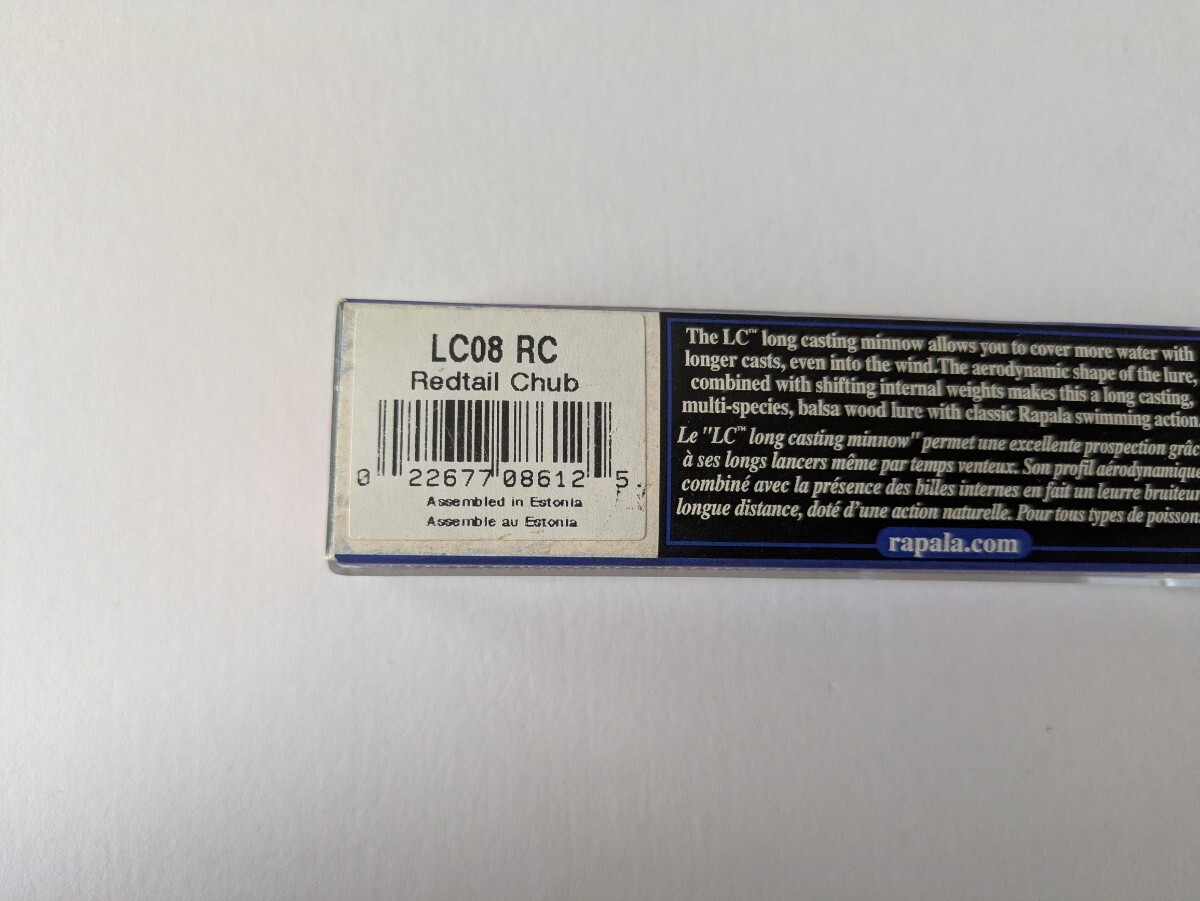 LC08 RC
Redtail Chub
0 22677 08612 5
Assembled in Estonia
Assemble au Estonia
The LC™ long casting minnow allows you to cover more water with
longer casts, even into the wind.The aerodynamic shape of the lure,
combined with shifting internal weights makes this a long casting,
multi-species, balsa wood lure with classic Rapala swimming action.
Le "LC™ long casting minnow" permet une excellente prospection
à ses longs lancers même par temps venteux. Son profil aérodynamique
combiné avec la présence des billes internes en fait un leurre
longue distance, doté d'une action naturelle. Pour tous types de
rapala.com